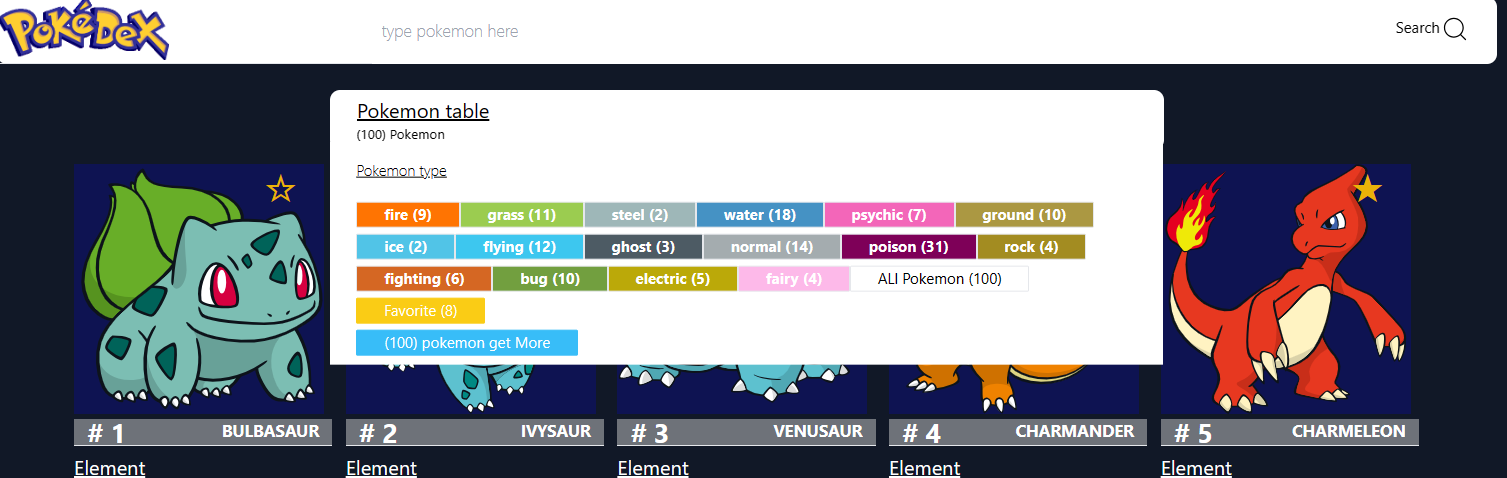 PokéDex
type pokemon here
Search
Pokemon table
(100) Pokemon
Pokemon type
fire (9) grass (11) steel (2) water (18) psychic (7) ground (10)
ice (2) flying (12) ghost (3) normal (14) poison (31) rock (4)
fighting (6) bug (10) electric (5) fairy (4) ALl Pokemon (100)
Favorite (8)
(100) pokemon get More
# 1 BULBASAUR # 2 IVYSAUR # 3 VENUSAUR # 4 CHARMANDER # 5 CHARMELEON
Element Element Element Element Element